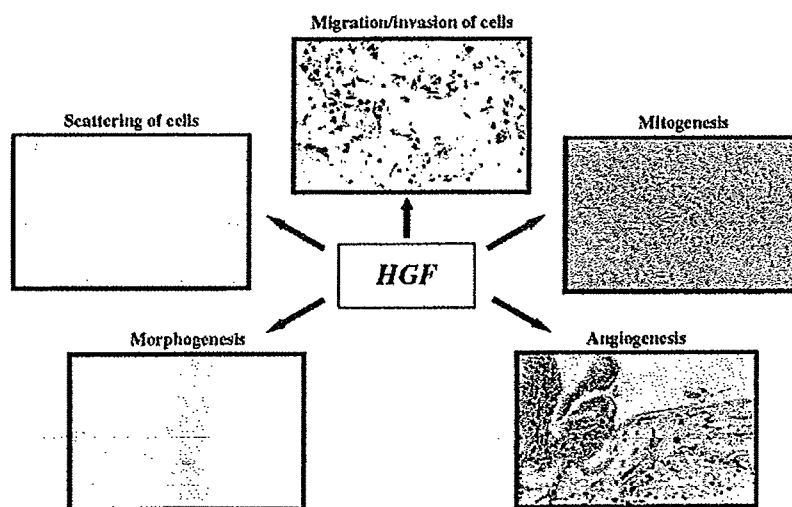 Migration/invasion of cells
Scattering of cells
Mitogenesis
HGF
Morphogenesis
Angiogenesis